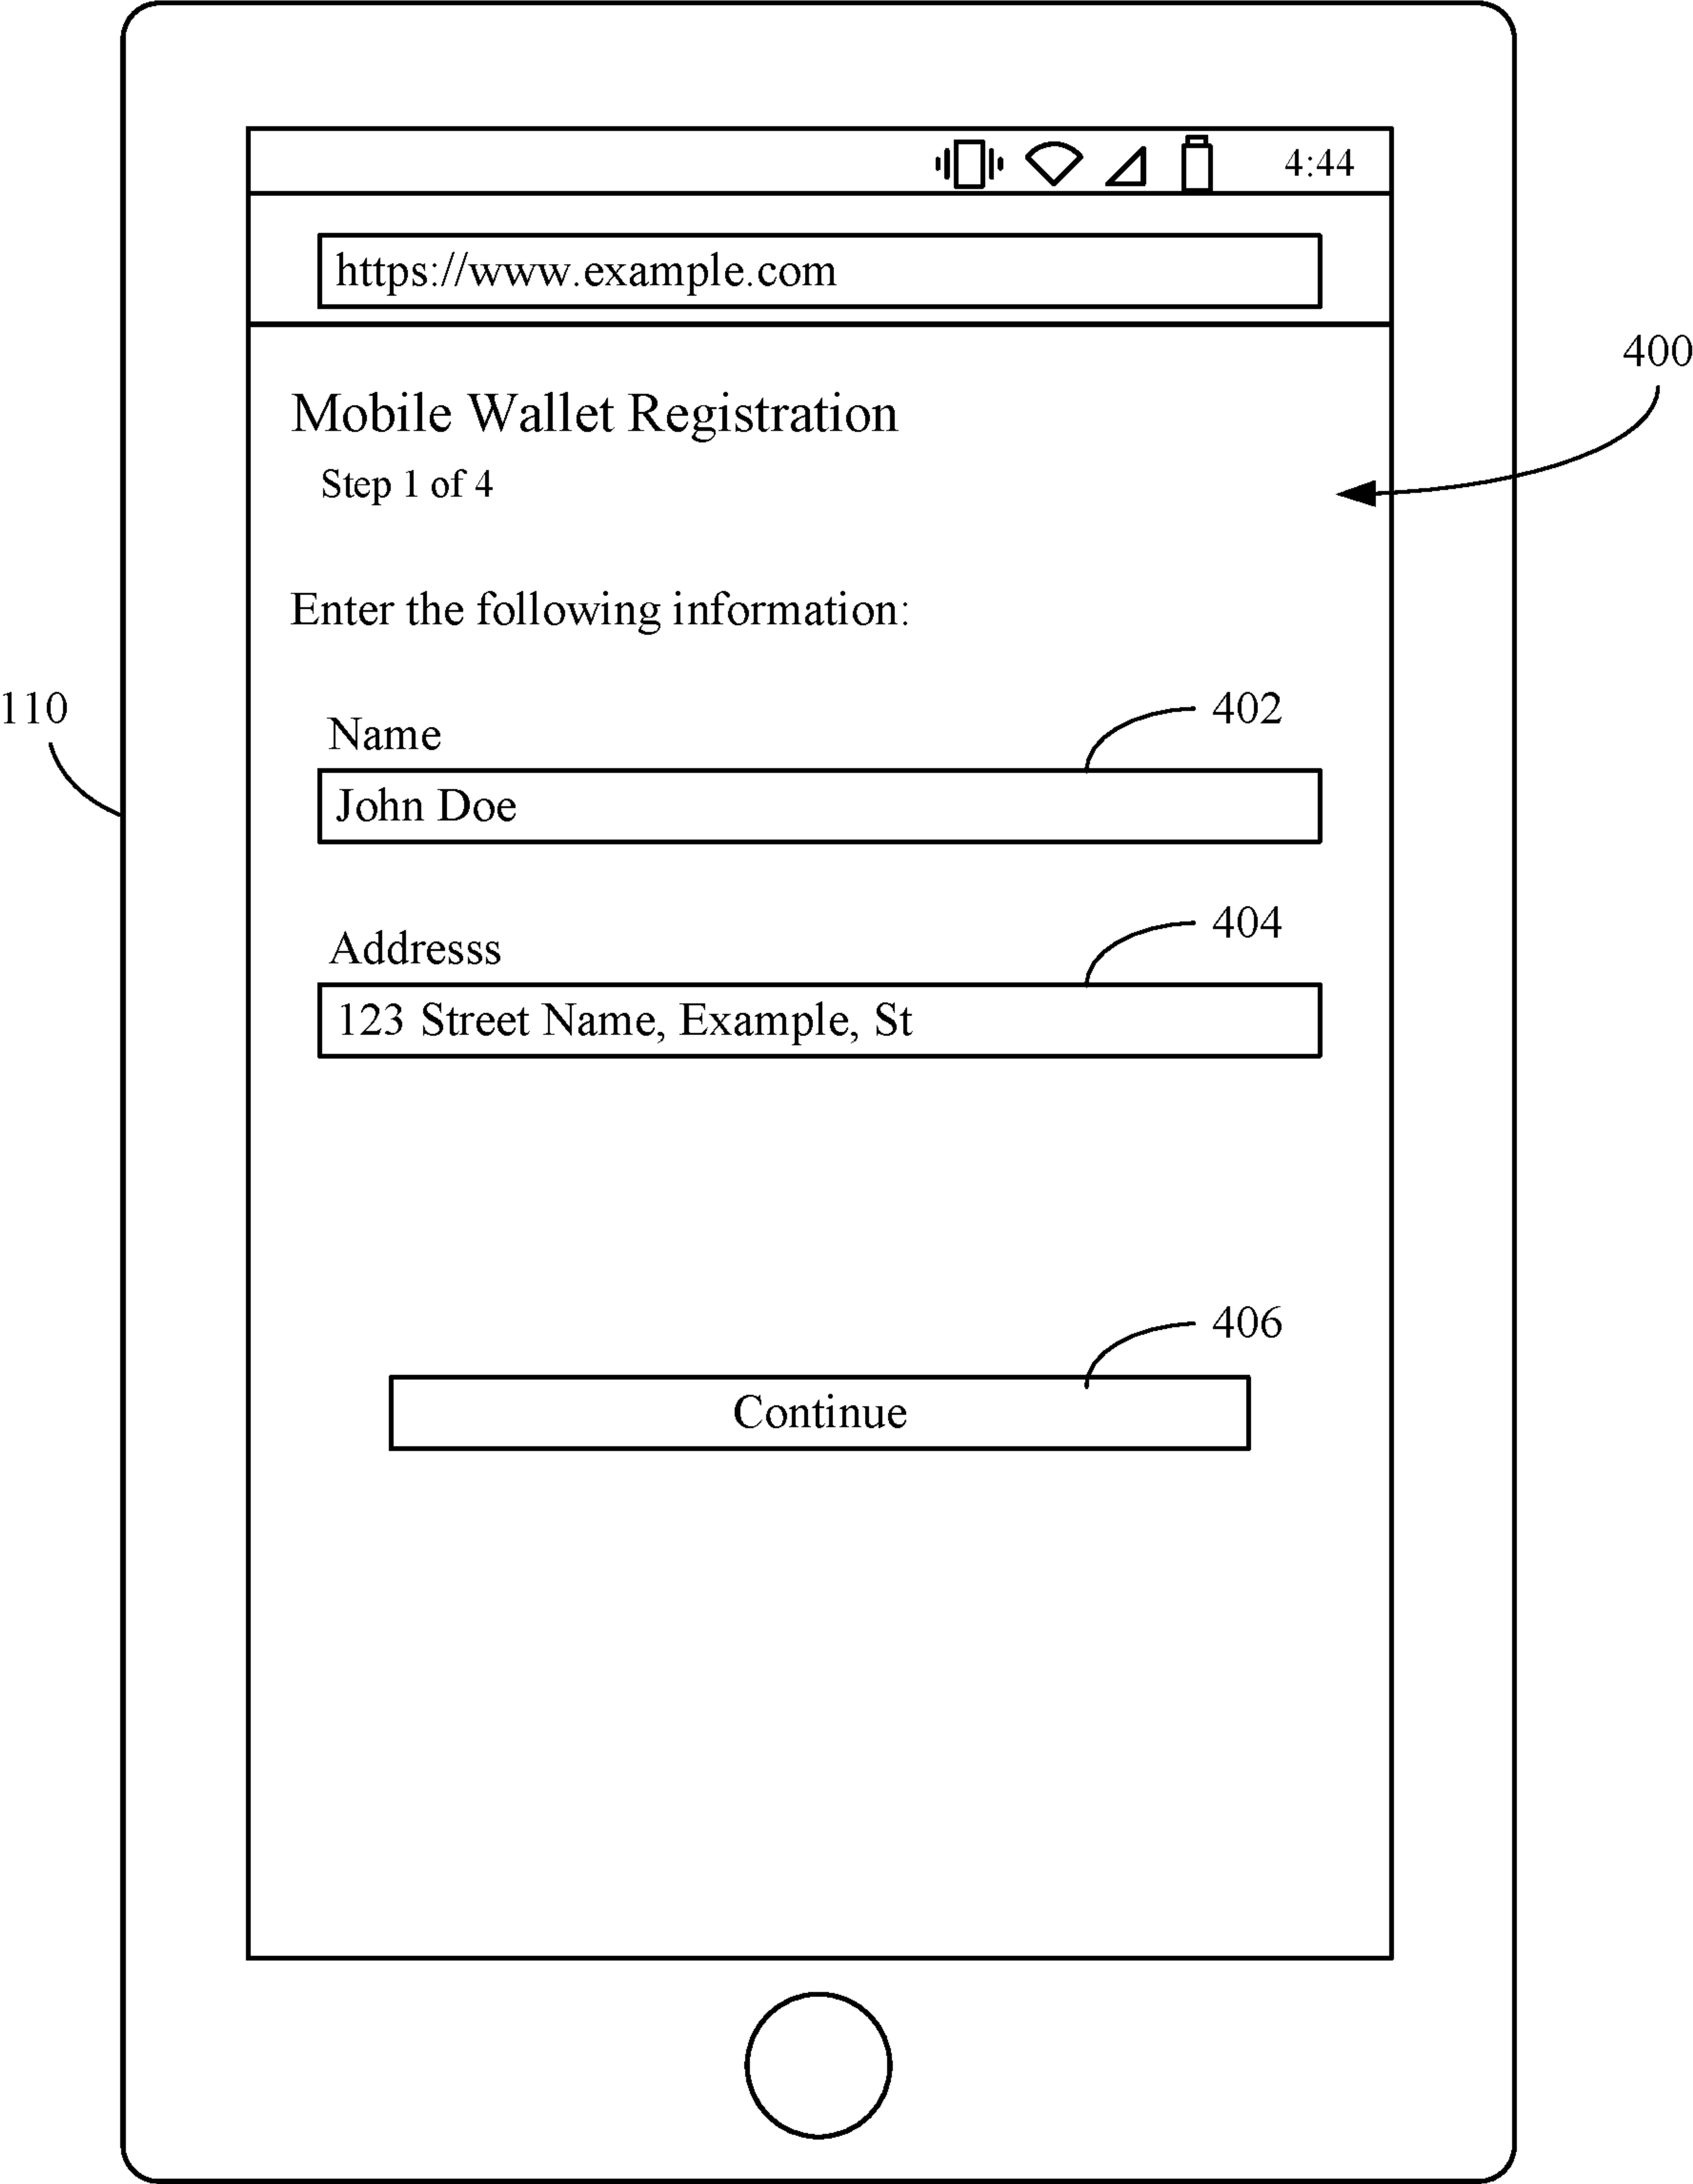 4:44
https://www.example.com
400
Mobile Wallet Registration
Step 1 of 4
Enter the following information:
110
402
Name
John Doe
404
Addresss
123 Street Name, Example, St
406
Continue